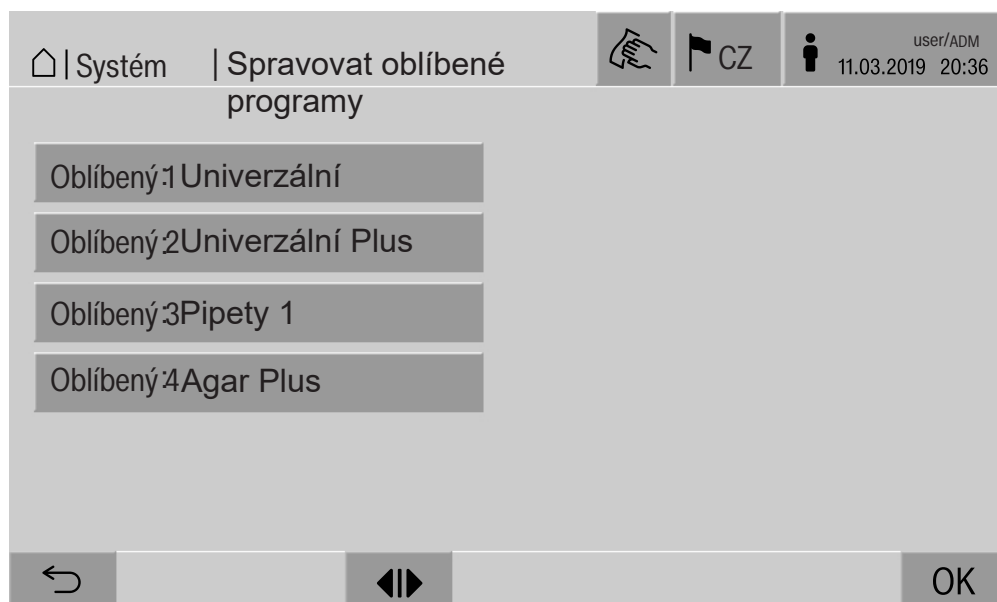 Systém | Spravovat oblíbené
programy
CZ
user/ADM
11.03.2019 20:36
Oblíbený:1Univerzální
Oblíbený:2Univerzální Plus
Oblíbený:3Pipety 1
Oblíbený:4Agar Plus
OK